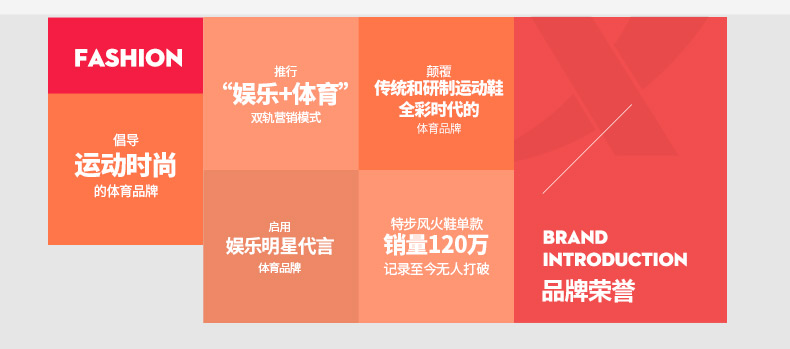 FASHION
倡导
运动时尚
的体育品牌
推行
“娱乐+体育”
双轨营销模式
颠覆
传统和研制运动鞋
全彩时代的
体育品牌
启用
娱乐明星代言
体育品牌
特步风火鞋单款
销量120万
记录至今无人打破
BRAND
INTRODUCTION
品牌荣誉